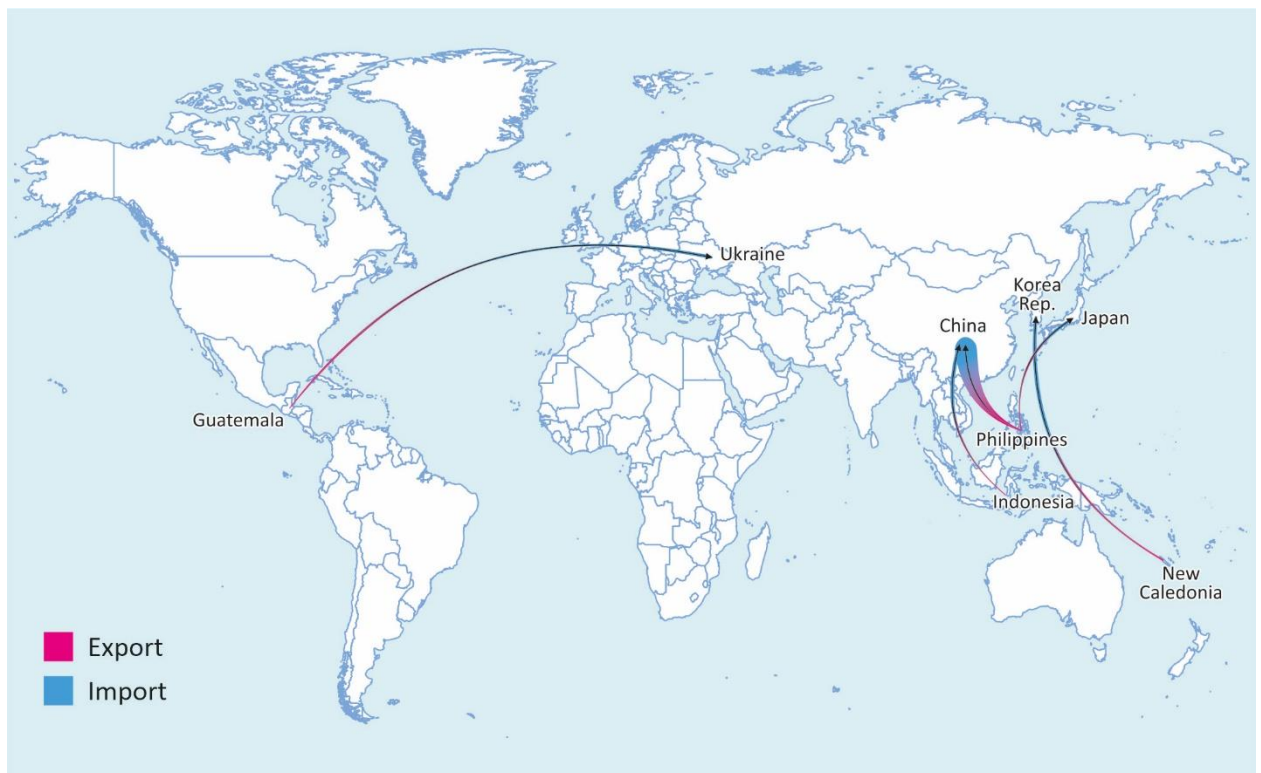 Ukraine
Korea
Rep.
China
Japan
Guatemala
Philippines
Indonesia
New
Caledonia
Export
Import